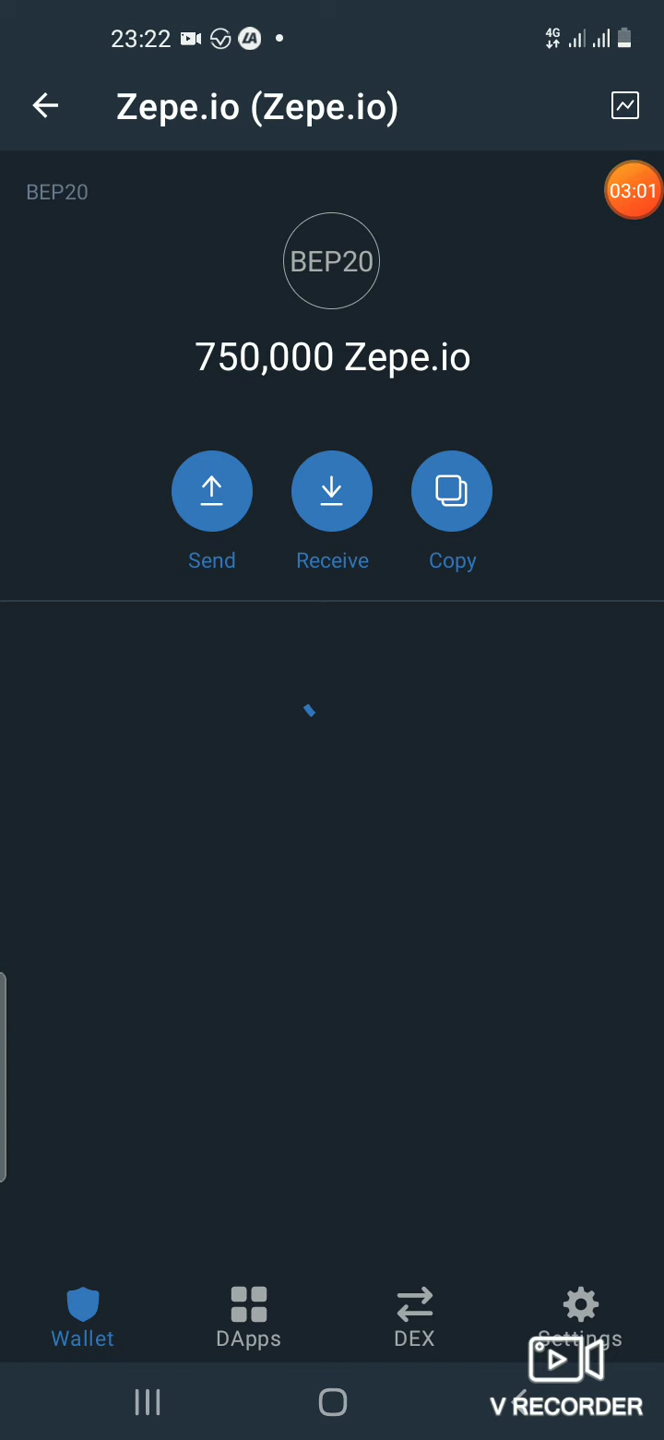 23:22
4G
Zepe.io (Zepe.io)
BEP20
03:01
BEP20
750,000 Zepe.io
Send
Receive
Copy
Wallet
DApps
DEX
Settings
V RECORDER